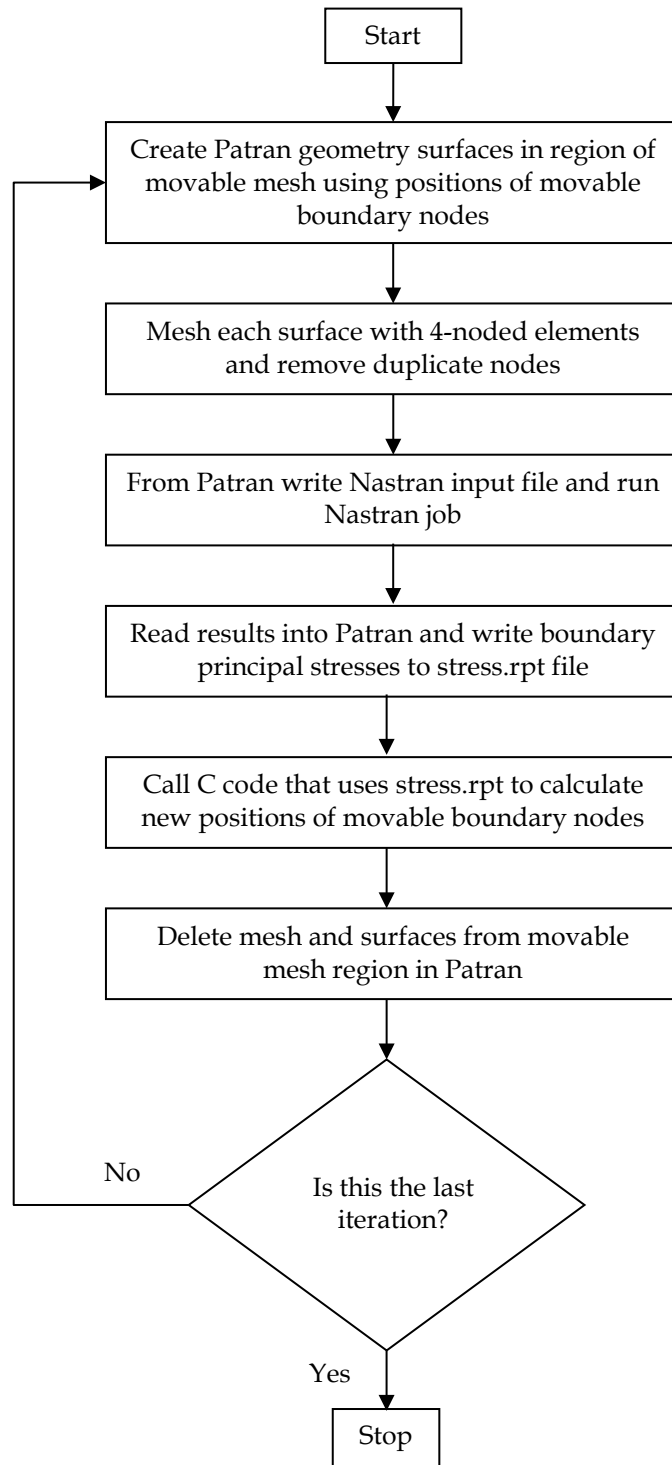 Start
Create Patran geometry surfaces in region of
movable mesh using positions of movable
boundary nodes
Mesh each surface with 4-noded elements
and remove duplicate nodes
From Patran write Nastran input file and run
Nastran job
Read results into Patran and write boundary
principal stresses to stress.rpt file
Call C code that uses stress.rpt to calculate
new positions of movable boundary nodes
Delete mesh and surfaces from movable
mesh region in Patran
No
Is this the last
iteration?
Yes
Stop